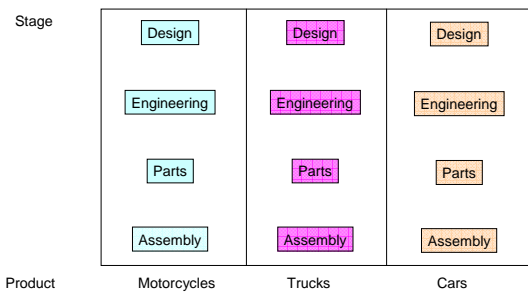 Stage
Design
Design
Design
Engineering
Engineering
Engineering
Parts
Parts
Parts
Assembly
Assembly
Assembly
Product
Motorcycles
Trucks
Cars